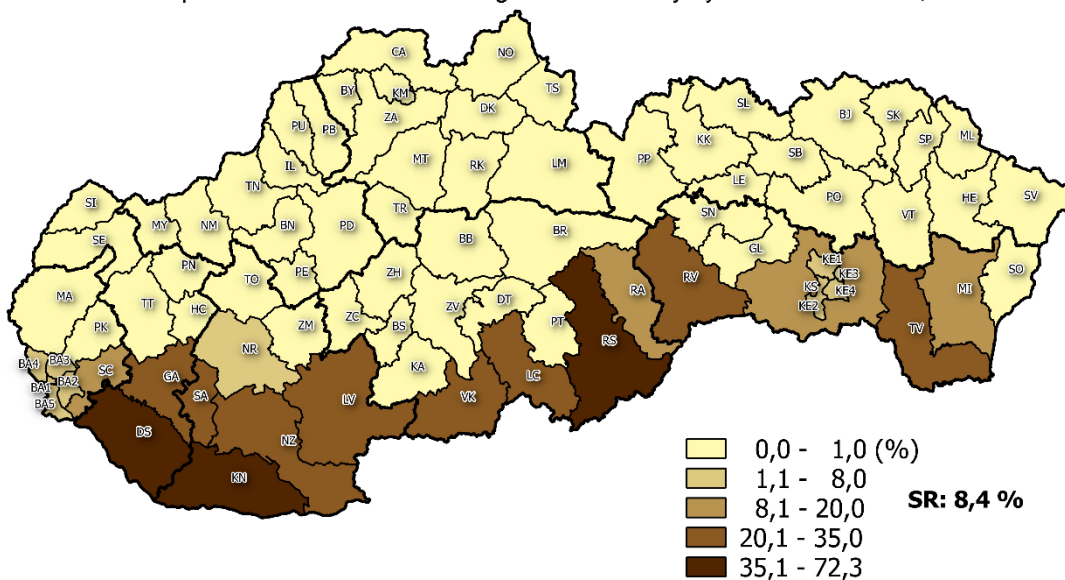 CA
NO
BY
KM
TS
ZA
DK
PU
PB
SL
BJ
SK
SP
ML
IL
MT
RK
LM
PP
KK
SB
LE
TN
SI
TR
PO
HE
SV
VT
MY
NM
BN
PD
SN
SE
BB
BR
GL
KE1
PN
PE
TO
ZH
RV
KE3
SO
MA
TT
HC
ZV
DT
RA
KS
KE4
MI
KE2
PK
ZM
ZC
BS
PT
TV
NR
RS
BA4
BA3
SC
KA
BA2
GA
LC
BA1
SA
LV
VK
BA5
DS
NZ
KN
0,0 - 1,0 (%)
1,1 - 8,0
8,1 - 20,0
SR: 8,4 %
20,1 - 35,0
35,1 - 72,3